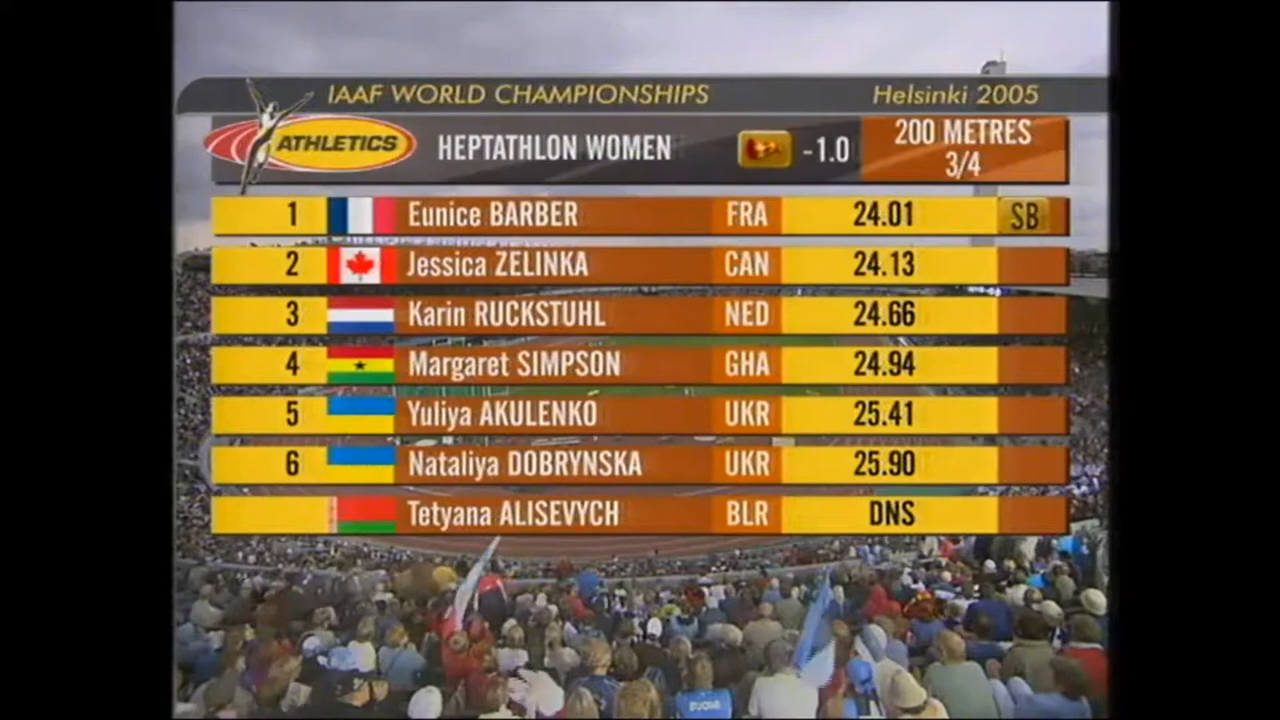 IAAF WORLD CHAMPIONSHIPS Helsinki 2005
ATHLETICS HEPTATHLON WOMEN -1.0 200 METRES
3/4
1 Eunice BARBER FRA 24.01 SB
2 Jessica ZELINKA CAN 24.13
3 Karin RUCKSTUHL NED 24.66
4 Margaret SIMPSON GHA 24.94
5 Yuliya AKULENKO UKR 25.41
6 Nataliya DOBRYNSKA UKR 25.90
Tetyana ALISEVYCH BLR DNS
SUOMI